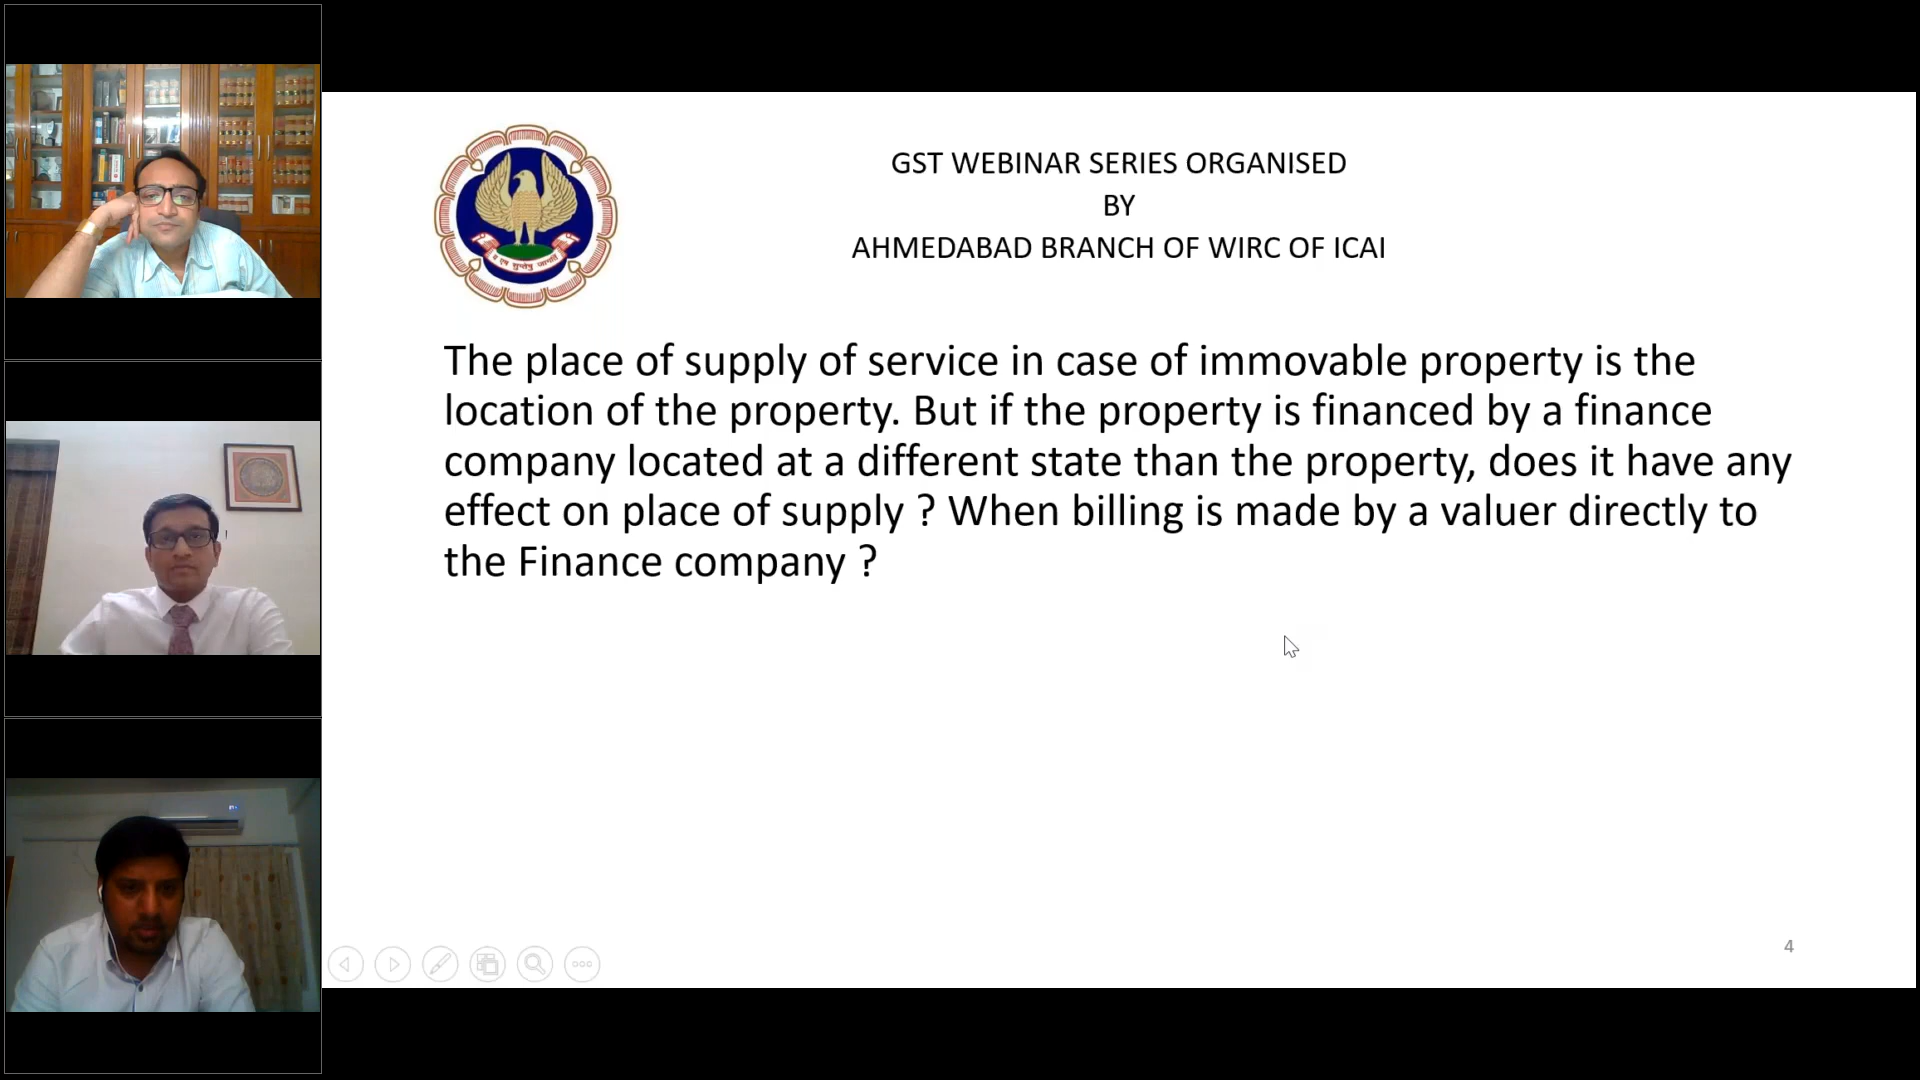 GST WEBINAR SERIES ORGANISED
BY
AHMEDABAD BRANCH OF WIRC OF ICAI
य एष सुप्तेषु जागर्ति
The place of supply of service in case of immovable property is the
location of the property. But if the property is financed by a finance
company located at a different state than the property, does it have any
effect on place of supply ? When billing is made by a valuer directly to
the Finance company ?
4